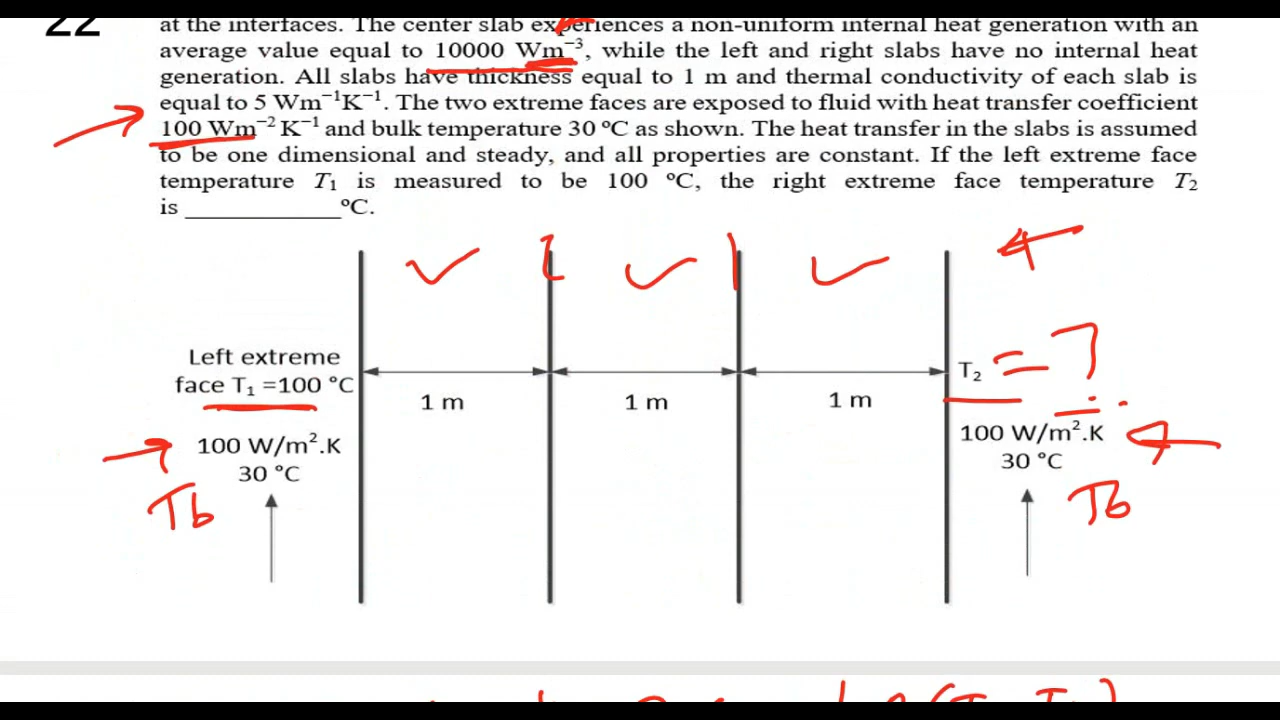 22
at the interfaces. The center slab experiences a non-uniform internal heat generation with an
average value equal to 10000 Wm⁻³, while the left and right slabs have no internal heat
generation. All slabs have thickness equal to 1 m and thermal conductivity of each slab is
equal to 5 Wm⁻¹K⁻¹. The two extreme faces are exposed to fluid with heat transfer coefficient
100 Wm⁻² K⁻¹ and bulk temperature 30 ºC as shown. The heat transfer in the slabs is assumed
to be one dimensional and steady, and all properties are constant. If the left extreme face
temperature T₁ is measured to be 100 ºC, the right extreme face temperature T₂
is ____________ºC.
Left extreme
face T₁ =100 °C
1 m
1 m
1 m
T₂ = ?
100 W/m².K
30 °C
Tb
100 W/m².K
30 °C
Tb